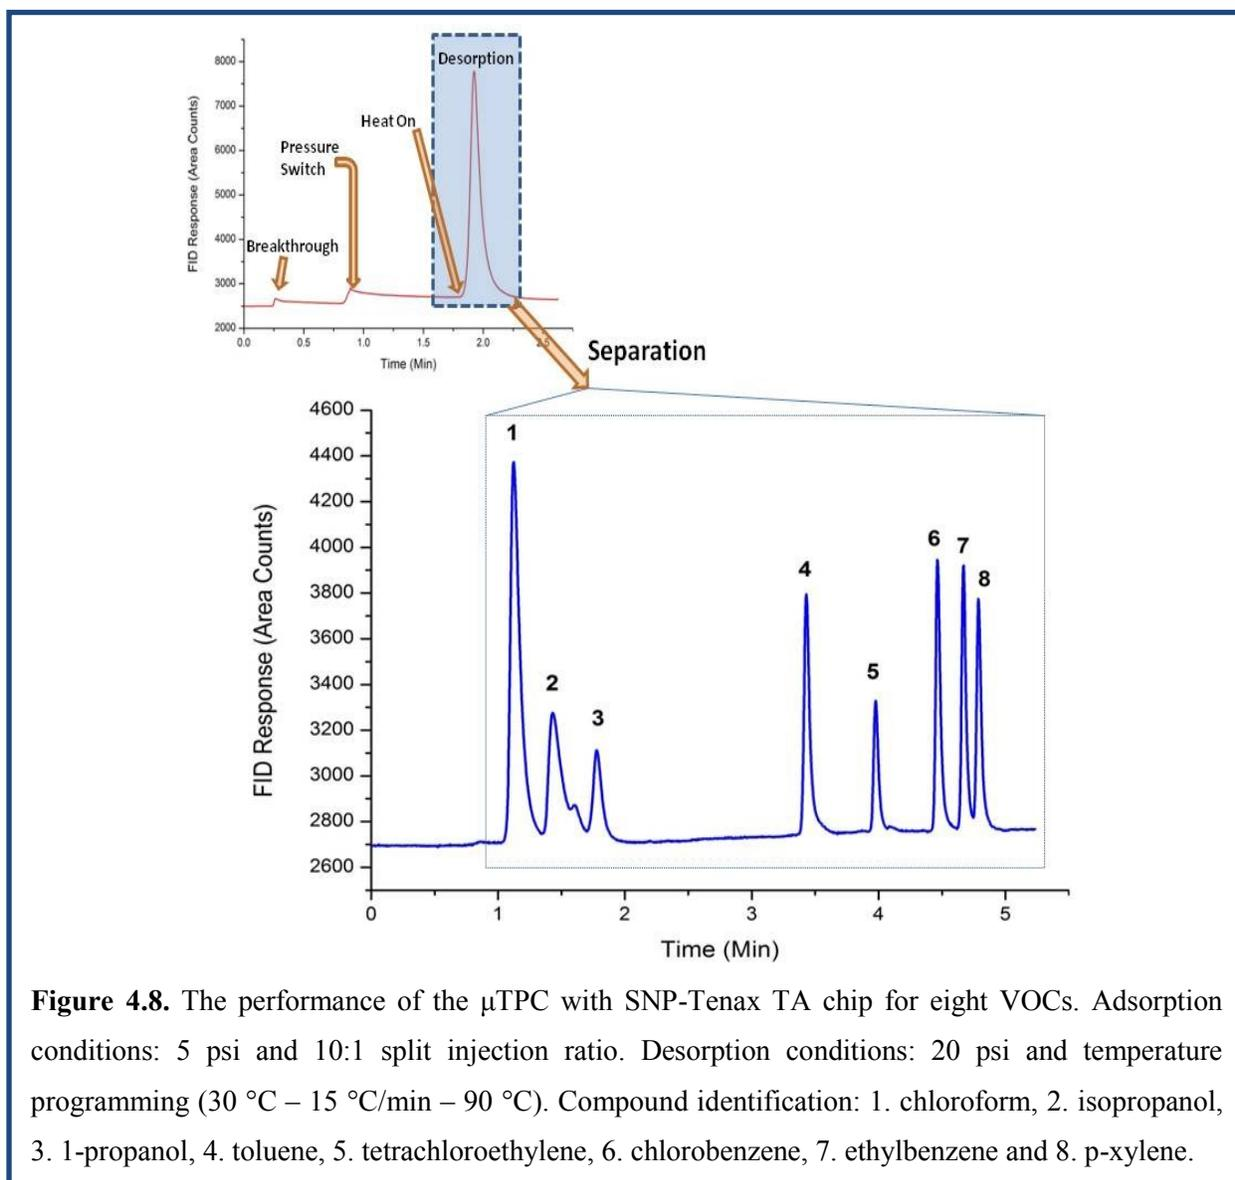 8000
7000
6000
5000
4000
3000
2000
FID Response (Area Counts)
Desorption
Heat On
Pressure
Switch
Breakthrough
0.0 0.5 1.0 1.5 2.0 2.5
Time (Min)
Separation
4600
4400
4200
4000
3800
3600
3400
3200
3000
2800
2600
FID Response (Area Counts)
1
2
3
4
5
6
7
8
0 1 2 3 4 5
Time (Min)
Figure 4.8. The performance of the µTPC with SNP-Tenax TA chip for eight VOCs. Adsorption
conditions: 5 psi and 10:1 split injection ratio. Desorption conditions: 20 psi and temperature
programming (30 °C – 15 °C/min – 90 °C). Compound identification: 1. chloroform, 2. isopropanol,
3. 1-propanol, 4. toluene, 5. tetrachloroethylene, 6. chlorobenzene, 7. ethylbenzene and 8. p-xylene.